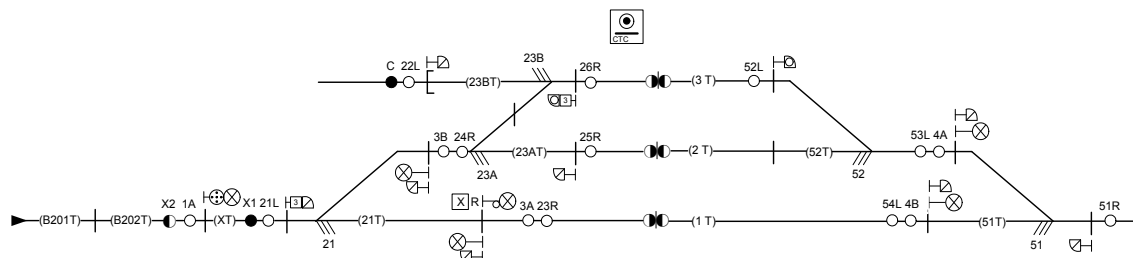 CTC
23B
C 22L
26R
52L
(23BT)
(3 T)
3
3B 24R
25R
53L 4A
(23AT)
(2 T)
(52T)
23A
52
X2 1A
X1 21L
3
X R
3A 23R
54L 4B
51R
(B201T)
(B202T)
(XT)
(21T)
(1 T)
(51T)
21
51